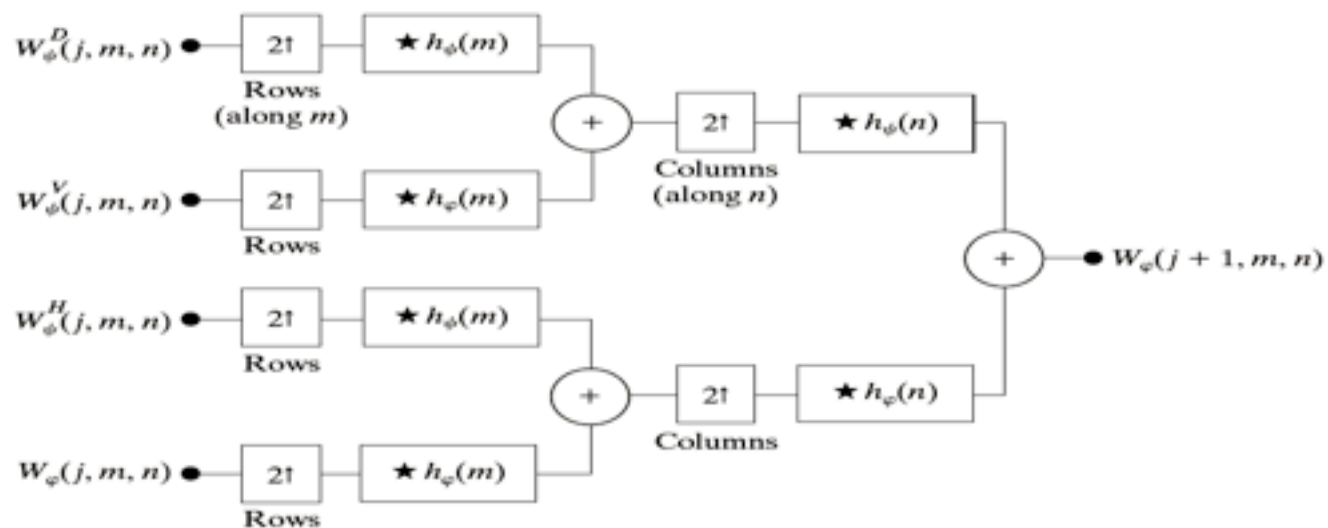 W_ψ^D(j, m, n)
2↑
★ h_ψ(m)
Rows
(along m)
+
2↑
★ h_ψ(n)
Columns
(along n)
W_ψ^V(j, m, n)
2↑
★ h_φ(m)
Rows
+
W_φ(j + 1, m, n)
W_ψ^H(j, m, n)
2↑
★ h_ψ(m)
Rows
+
2↑
★ h_φ(n)
Columns
W_φ(j, m, n)
2↑
★ h_φ(m)
Rows